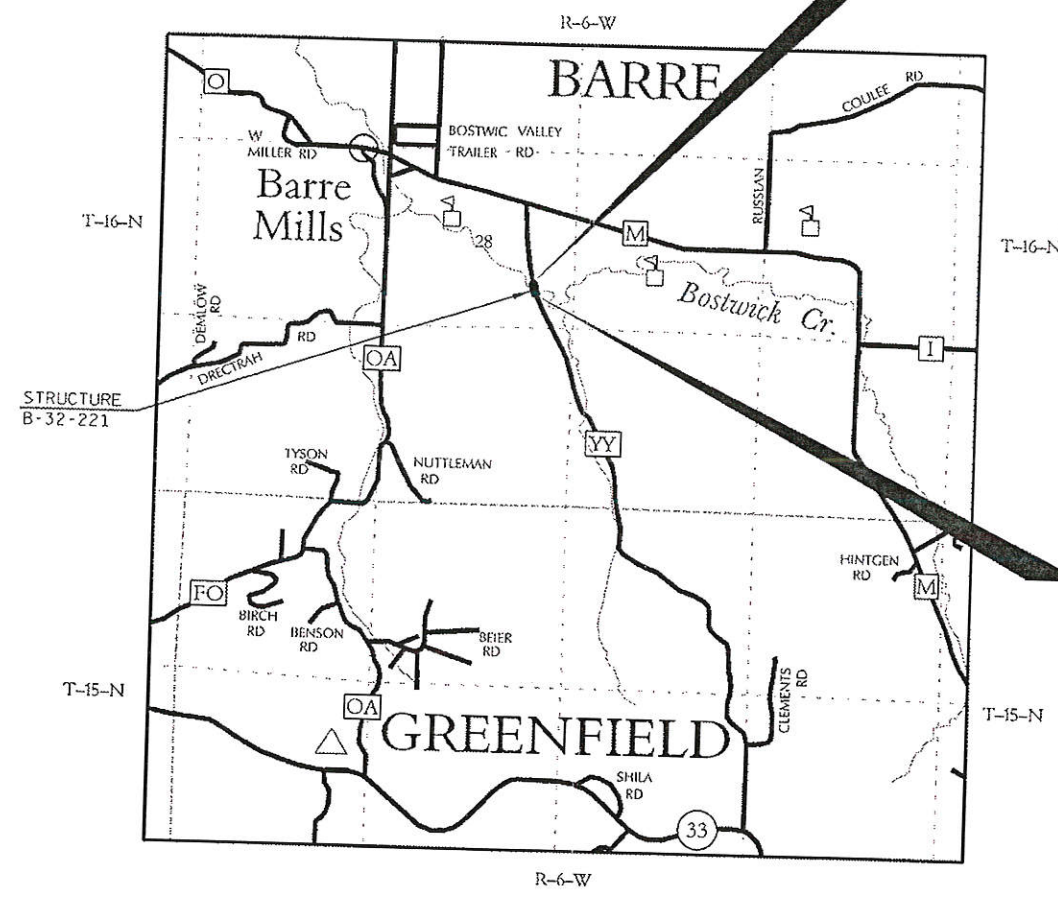 R-6-W
BARRE
O
COULEE RD
W
MILLER RD
BOSTWIC VALLEY
TRAILER RD
Barre
Mills
RUSSIAN
T-16-N
T-16-N
M
28
Bostwick Cr.
DEMLOW
RD
DRECTRAH RD
OA
I
STRUCTURE
B-32-221
YY
TYSON
RD
NUTTLEMAN
RD
HINTGEN
RD
FO
M
BIRCH
RD
BENSON
RD
BEIER
RD
CLEMENTS
RD
T-15-N
T-15-N
OA
GREENFIELD
SHILA
RD
33
R-6-W